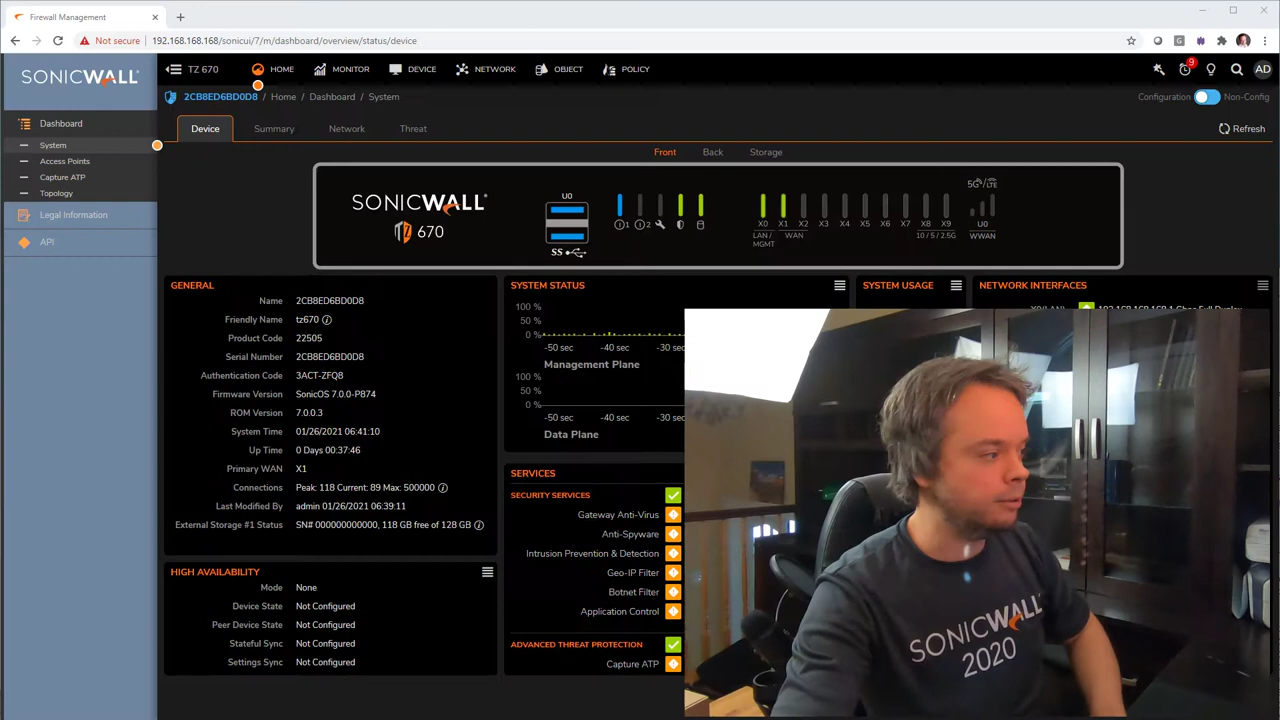 Firewall Management
Not secure 192.168.168.168/sonicui/7/m/dashboard/overview/status/device
SONICWALL
TZ 670 HOME MONITOR DEVICE NETWORK OBJECT POLICY 9 AD
2CB8ED6BD0D8 / Home / Dashboard / System Configuration Non-Config
Dashboard
System
Access Points
Capture ATP
Topology
Legal Information
API
Device Summary Network Threat Refresh
Front Back Storage
SONICWALL
TZ 670
U0
SS
1 2
X0 X1 X2 X3 X4 X5 X6 X7 X8 X9
LAN / MGMT WAN 10 / 5 / 2.5G
5G / LTE
U0
WWAN
GENERAL
Name 2CB8ED6BD0D8
Friendly Name tz670
Product Code 22505
Serial Number 2CB8ED6BD0D8
Authentication Code 3ACT-ZFQ8
Firmware Version SonicOS 7.0.0-P874
ROM Version 7.0.0.3
System Time 01/26/2021 06:41:10
Up Time 0 Days 00:37:46
Primary WAN X1
Connections Peak: 118 Current: 89 Max: 500000
Last Modified By admin 01/26/2021 06:39:11
External Storage #1 Status SN# 000000000000, 118 GB free of 128 GB
HIGH AVAILABILITY
Mode None
Device State Not Configured
Peer Device State Not Configured
Stateful Sync Not Configured
Settings Sync Not Configured
SYSTEM STATUS
100 %
50 %
0 %
-50 sec -40 sec -30 sec
Management Plane
100 %
50 %
0 %
-50 sec -40 sec -30 sec
Data Plane
SERVICES
SECURITY SERVICES
Gateway Anti-Virus
Anti-Spyware
Intrusion Prevention & Detection
Geo-IP Filter
Botnet Filter
Application Control
ADVANCED THREAT PROTECTION
Capture ATP
SYSTEM USAGE
NETWORK INTERFACES
SONICWALL
2020